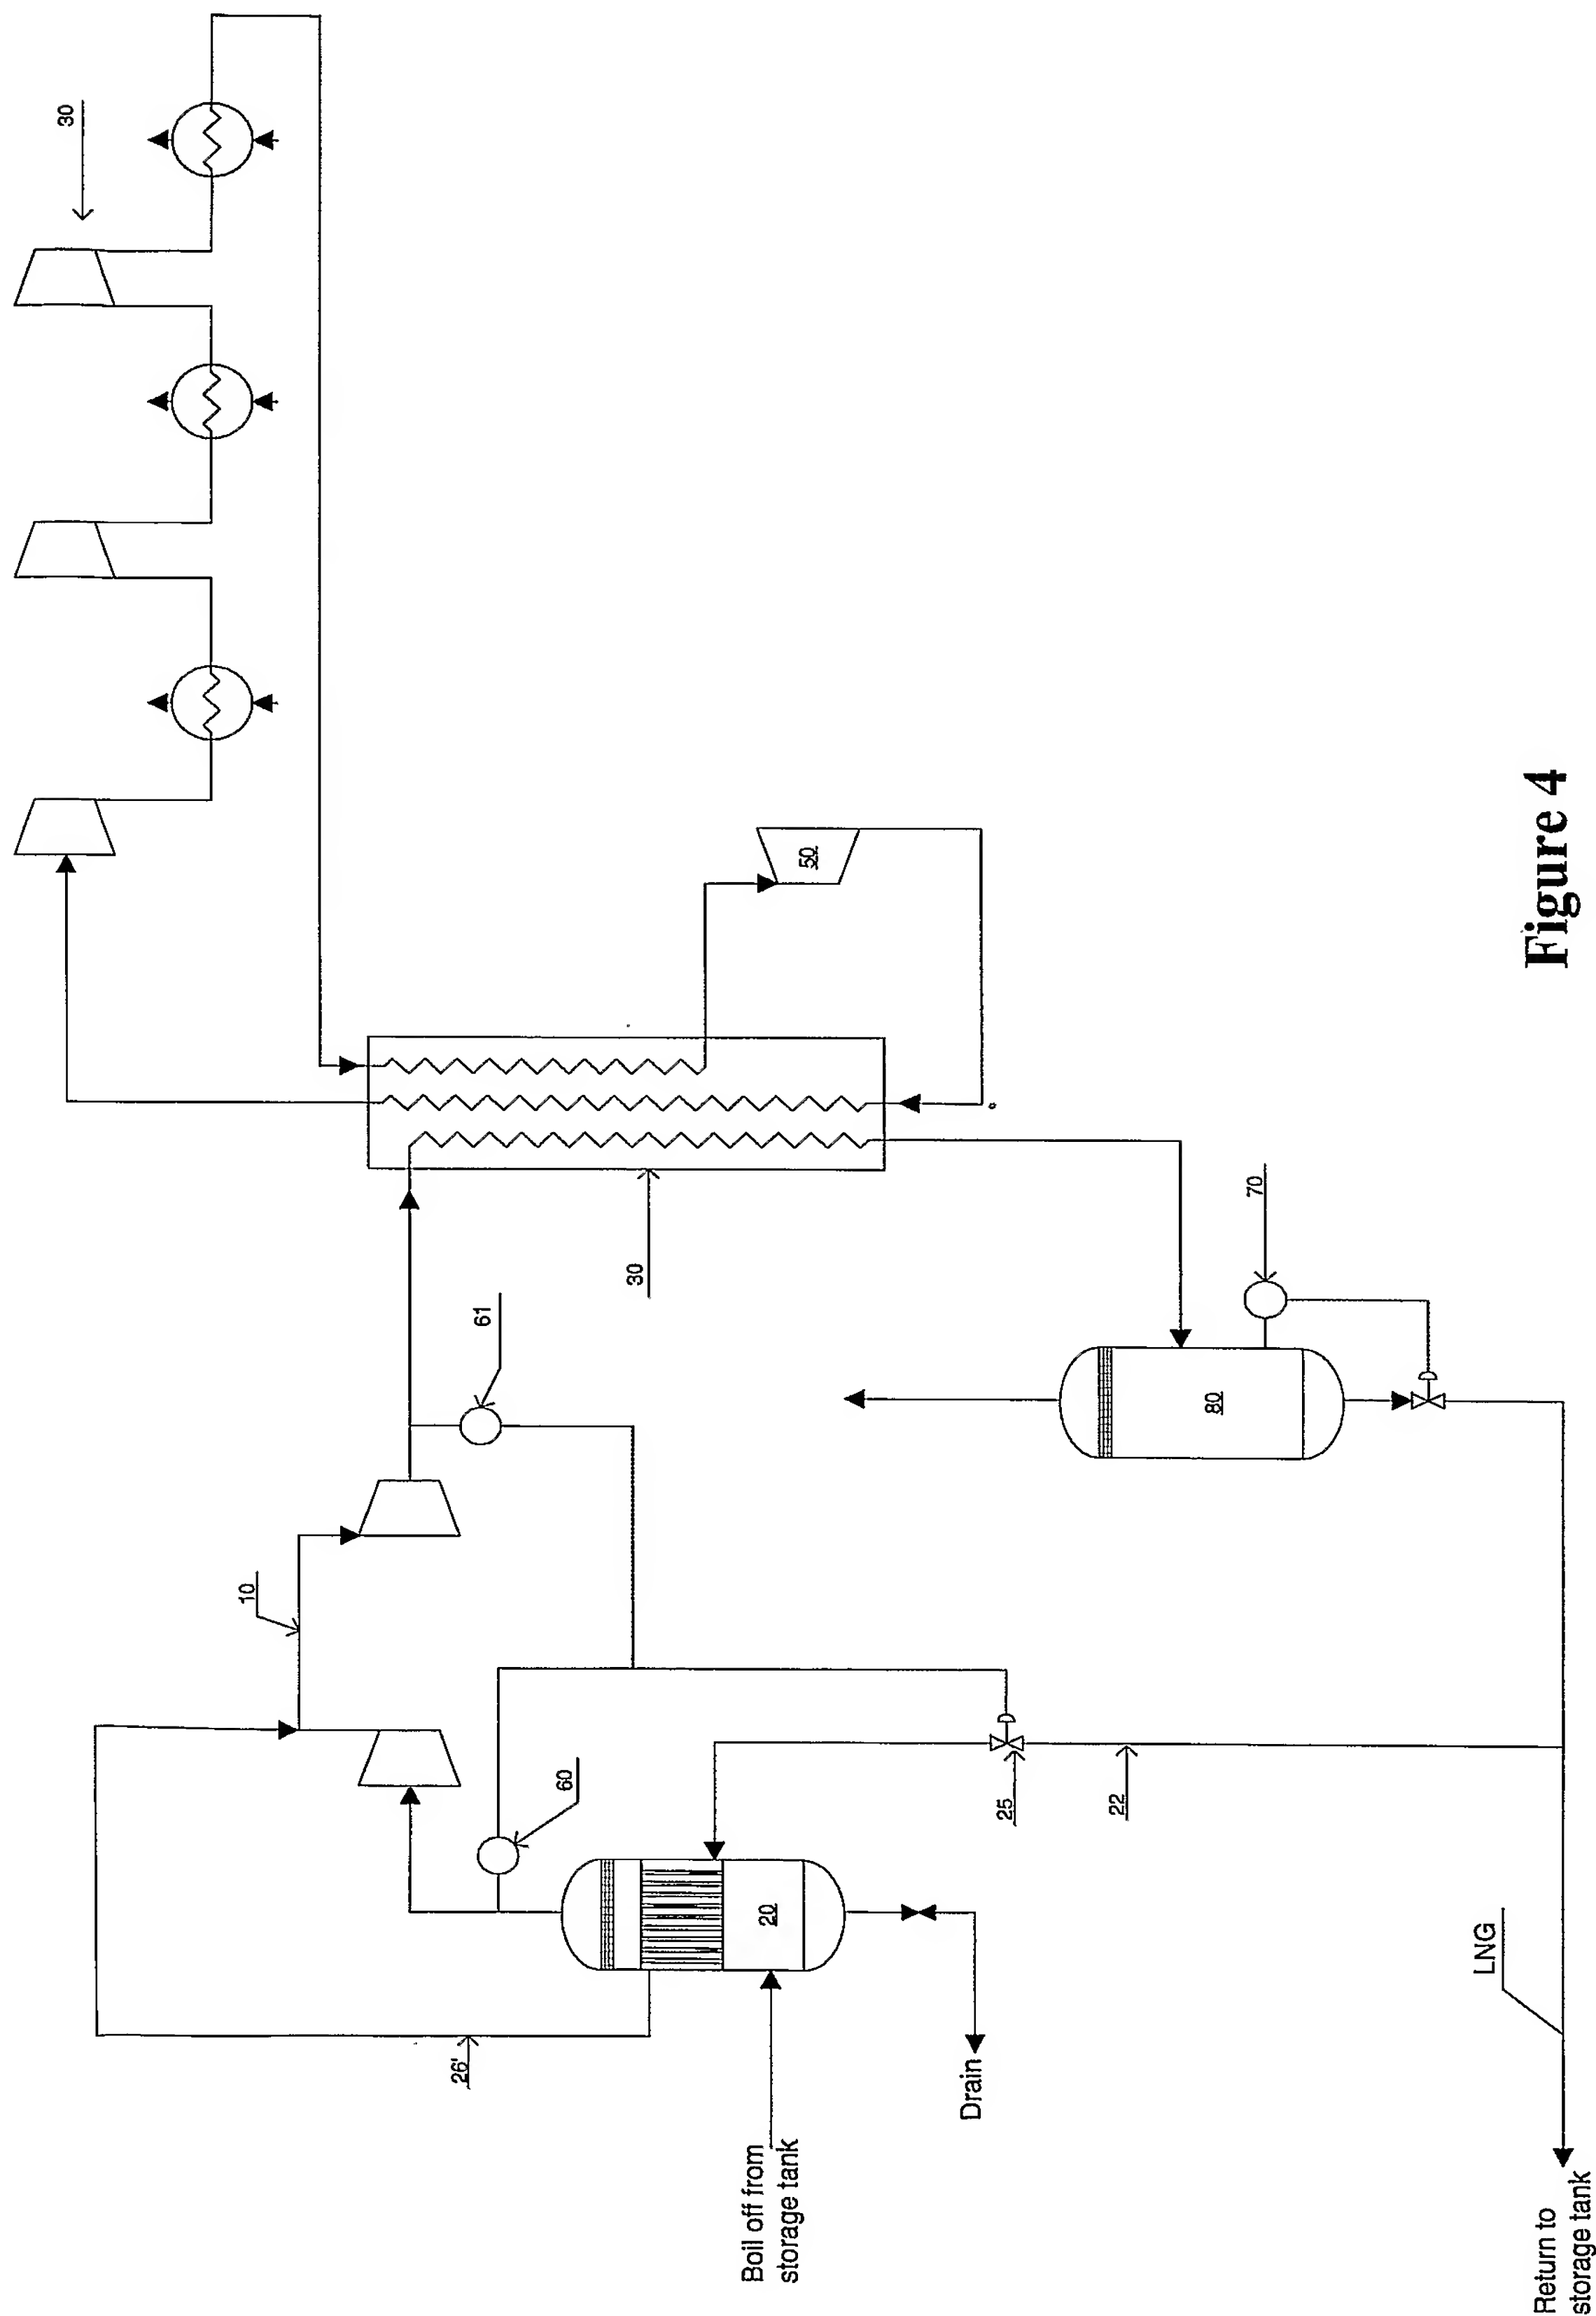 30
10
26'
61
60
30
Boil off from
storage tank
20
50
Drain
25
22
80
70
LNG
Return to
storage tank
Figure 4